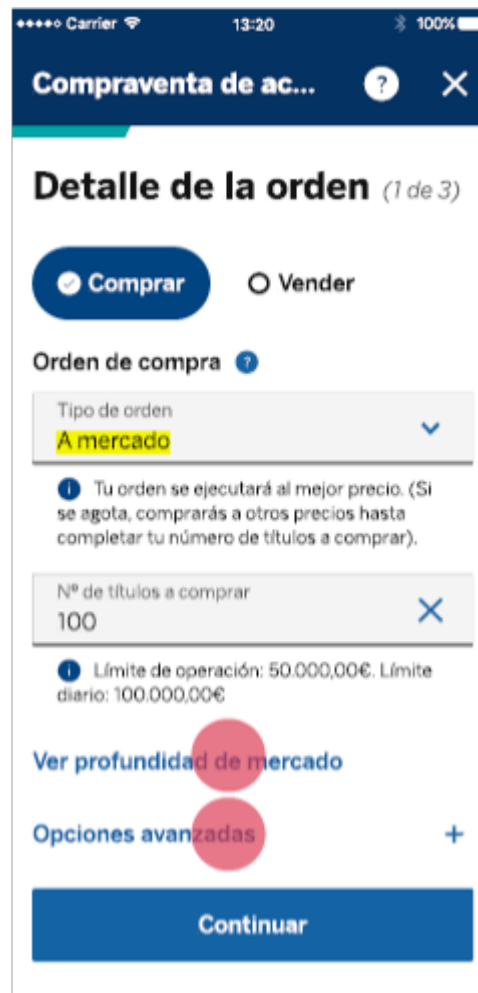 Carrier 13:20 100%
Compraventa de ac... ?
Detalle de la orden (1 de 3)
Comprar Vender
Orden de compra ?
Tipo de orden
A mercado
i Tu orden se ejecutará al mejor precio. (Si
se agota, comprarás a otros precios hasta
completar tu número de títulos a comprar).
Nº de títulos a comprar
100
i Límite de operación: 50.000,00€. Límite
diario: 100.000,00€
Ver profundidad de mercado
Opciones avanzadas +
Continuar